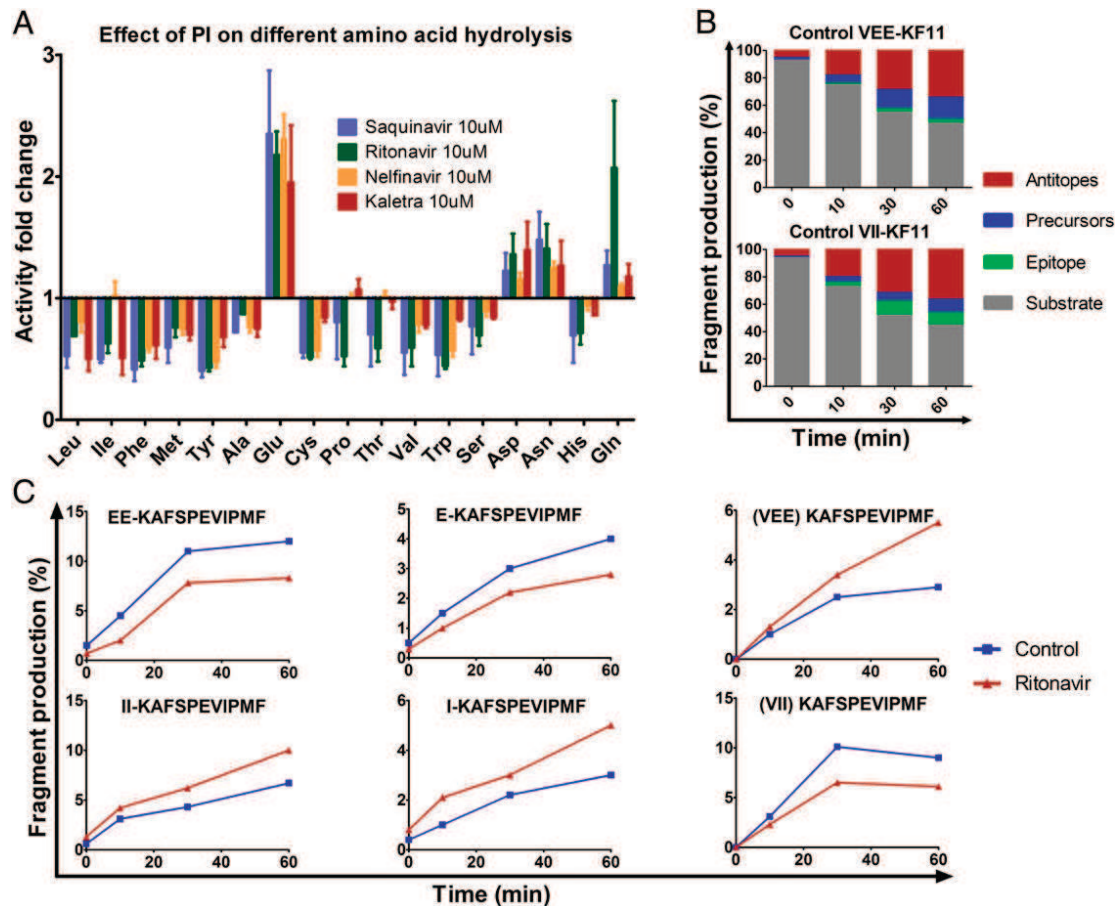 A
Effect of PI on different amino acid hydrolysis
Activity fold change
3
2
1
0
Saquinavir 10uM
Ritonavir 10uM
Nelfinavir 10uM
Kaletra 10uM
Leu Ile Phe Met Tyr Ala Glu Cys Pro Thr Val Trp Ser Asp Asn His Gln
B
Control VEE-KF11
100
80
60
40
20
0
0 10 30 60
Control VII-KF11
100
80
60
40
20
0
0 10 30 60
Fragment production (%)
Time (min)
Antitopes
Precursors
Epitope
Substrate
C
Fragment production (%)
EE-KAFSPEVIPMF
15
10
5
0
0 20 40 60
E-KAFSPEVIPMF
5
4
3
2
1
0
0 20 40 60
(VEE) KAFSPEVIPMF
6
4
2
0
0 20 40 60
II-KAFSPEVIPMF
15
10
5
0
0 20 40 60
I-KAFSPEVIPMF
6
4
2
0
0 20 40 60
(VII) KAFSPEVIPMF
15
10
5
0
0 20 40 60
Control
Ritonavir
Time (min)